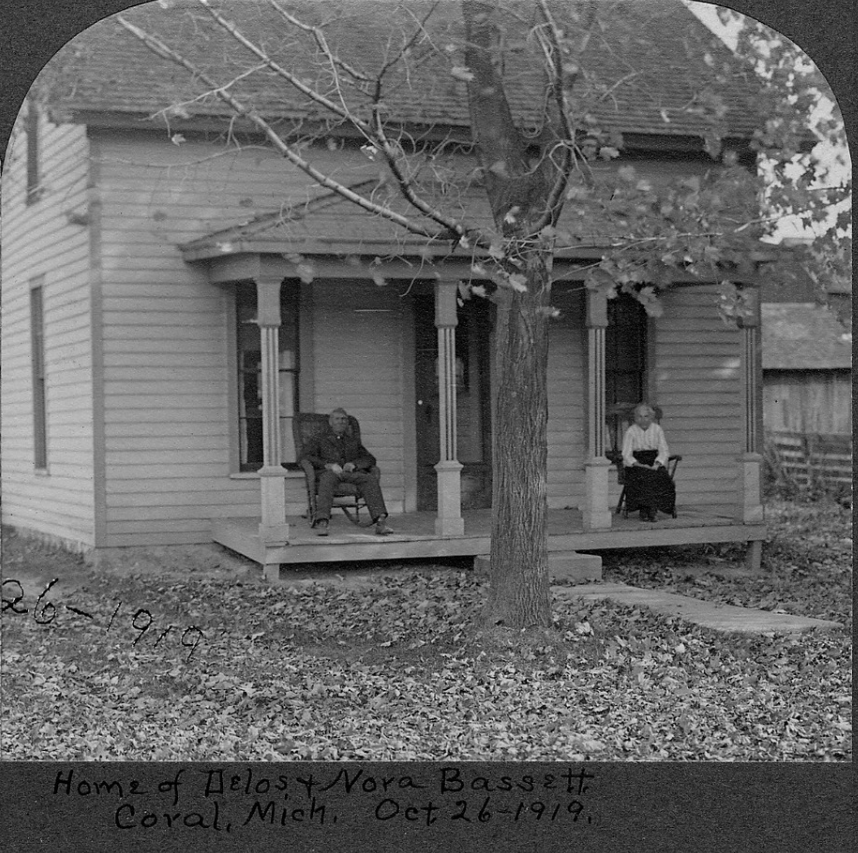 26-1919
Home of Delos & Nora Bassett
Coral, Mich. Oct 26-1919.